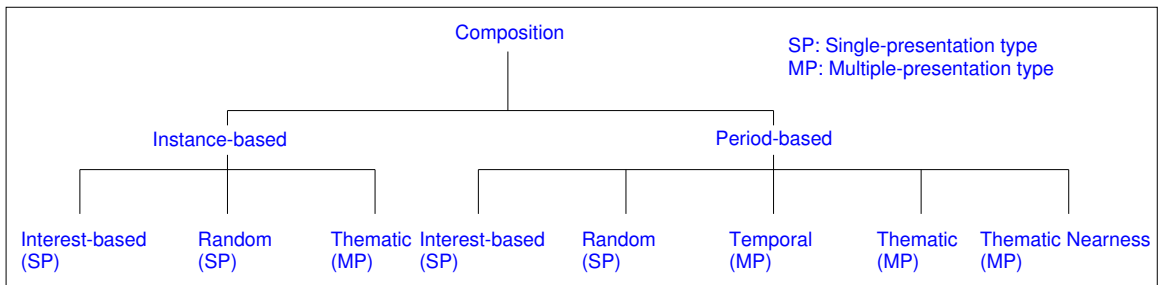 Composition
SP: Single-presentation type
MP: Multiple-presentation type
Instance-based
Period-based
Interest-based
(SP)
Random
(SP)
Thematic
(MP)
Interest-based
(SP)
Random
(SP)
Temporal
(MP)
Thematic
(MP)
Thematic Nearness
(MP)